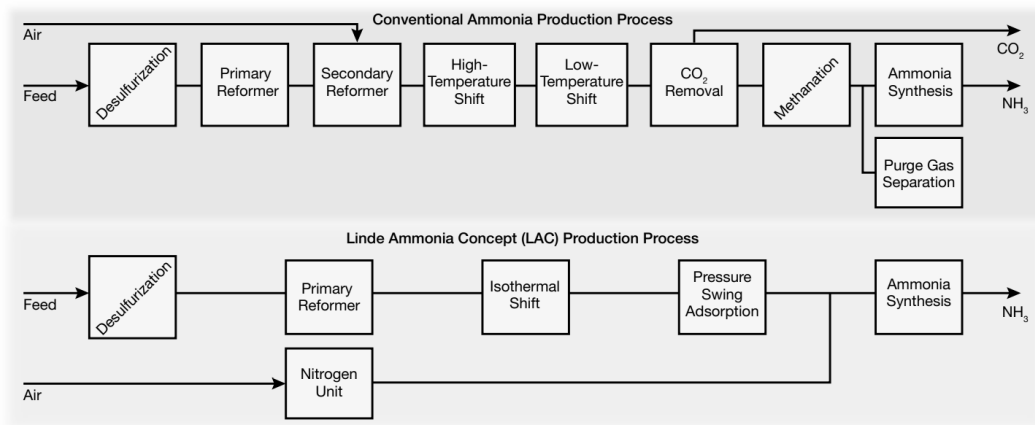 Conventional Ammonia Production Process
Air
CO2
Feed
Desulfurization
Primary
Reformer
Secondary
Reformer
High-
Temperature
Shift
Low-
Temperature
Shift
CO2
Removal
Methanation
Ammonia
Synthesis
NH3
Purge Gas
Separation
Linde Ammonia Concept (LAC) Production Process
Feed
Desulfurization
Primary
Reformer
Isothermal
Shift
Pressure
Swing
Adsorption
Ammonia
Synthesis
NH3
Air
Nitrogen
Unit